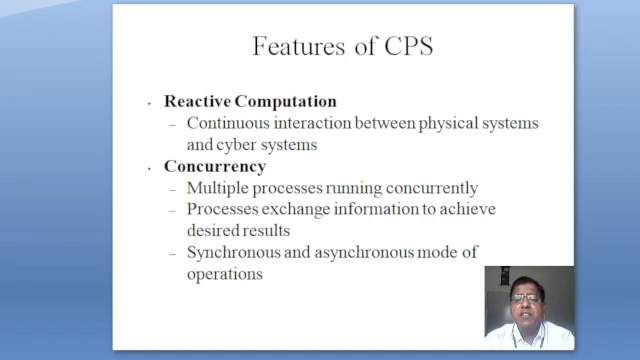 Features of CPS
· Reactive Computation
– Continuous interaction between physical systems
and cyber systems
· Concurrency
– Multiple processes running concurrently
– Processes exchange information to achieve
desired results
– Synchronous and asynchronous mode of
operations